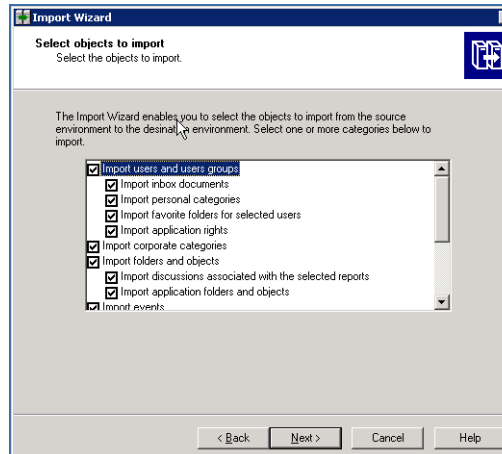 Import Wizard
Select objects to import
Select the objects to import.
The Import Wizard enables you to select the objects to import from the source
environment to the desination environment. Select one or more categories below to
import.
Import users and users groups
Import inbox documents
Import personal categories
Import favorite folders for selected users
Import application rights
Import corporate categories
Import folders and objects
Import discussions associated with the selected reports
Import application folders and objects
Import events
< Back
Next >
Cancel
Help